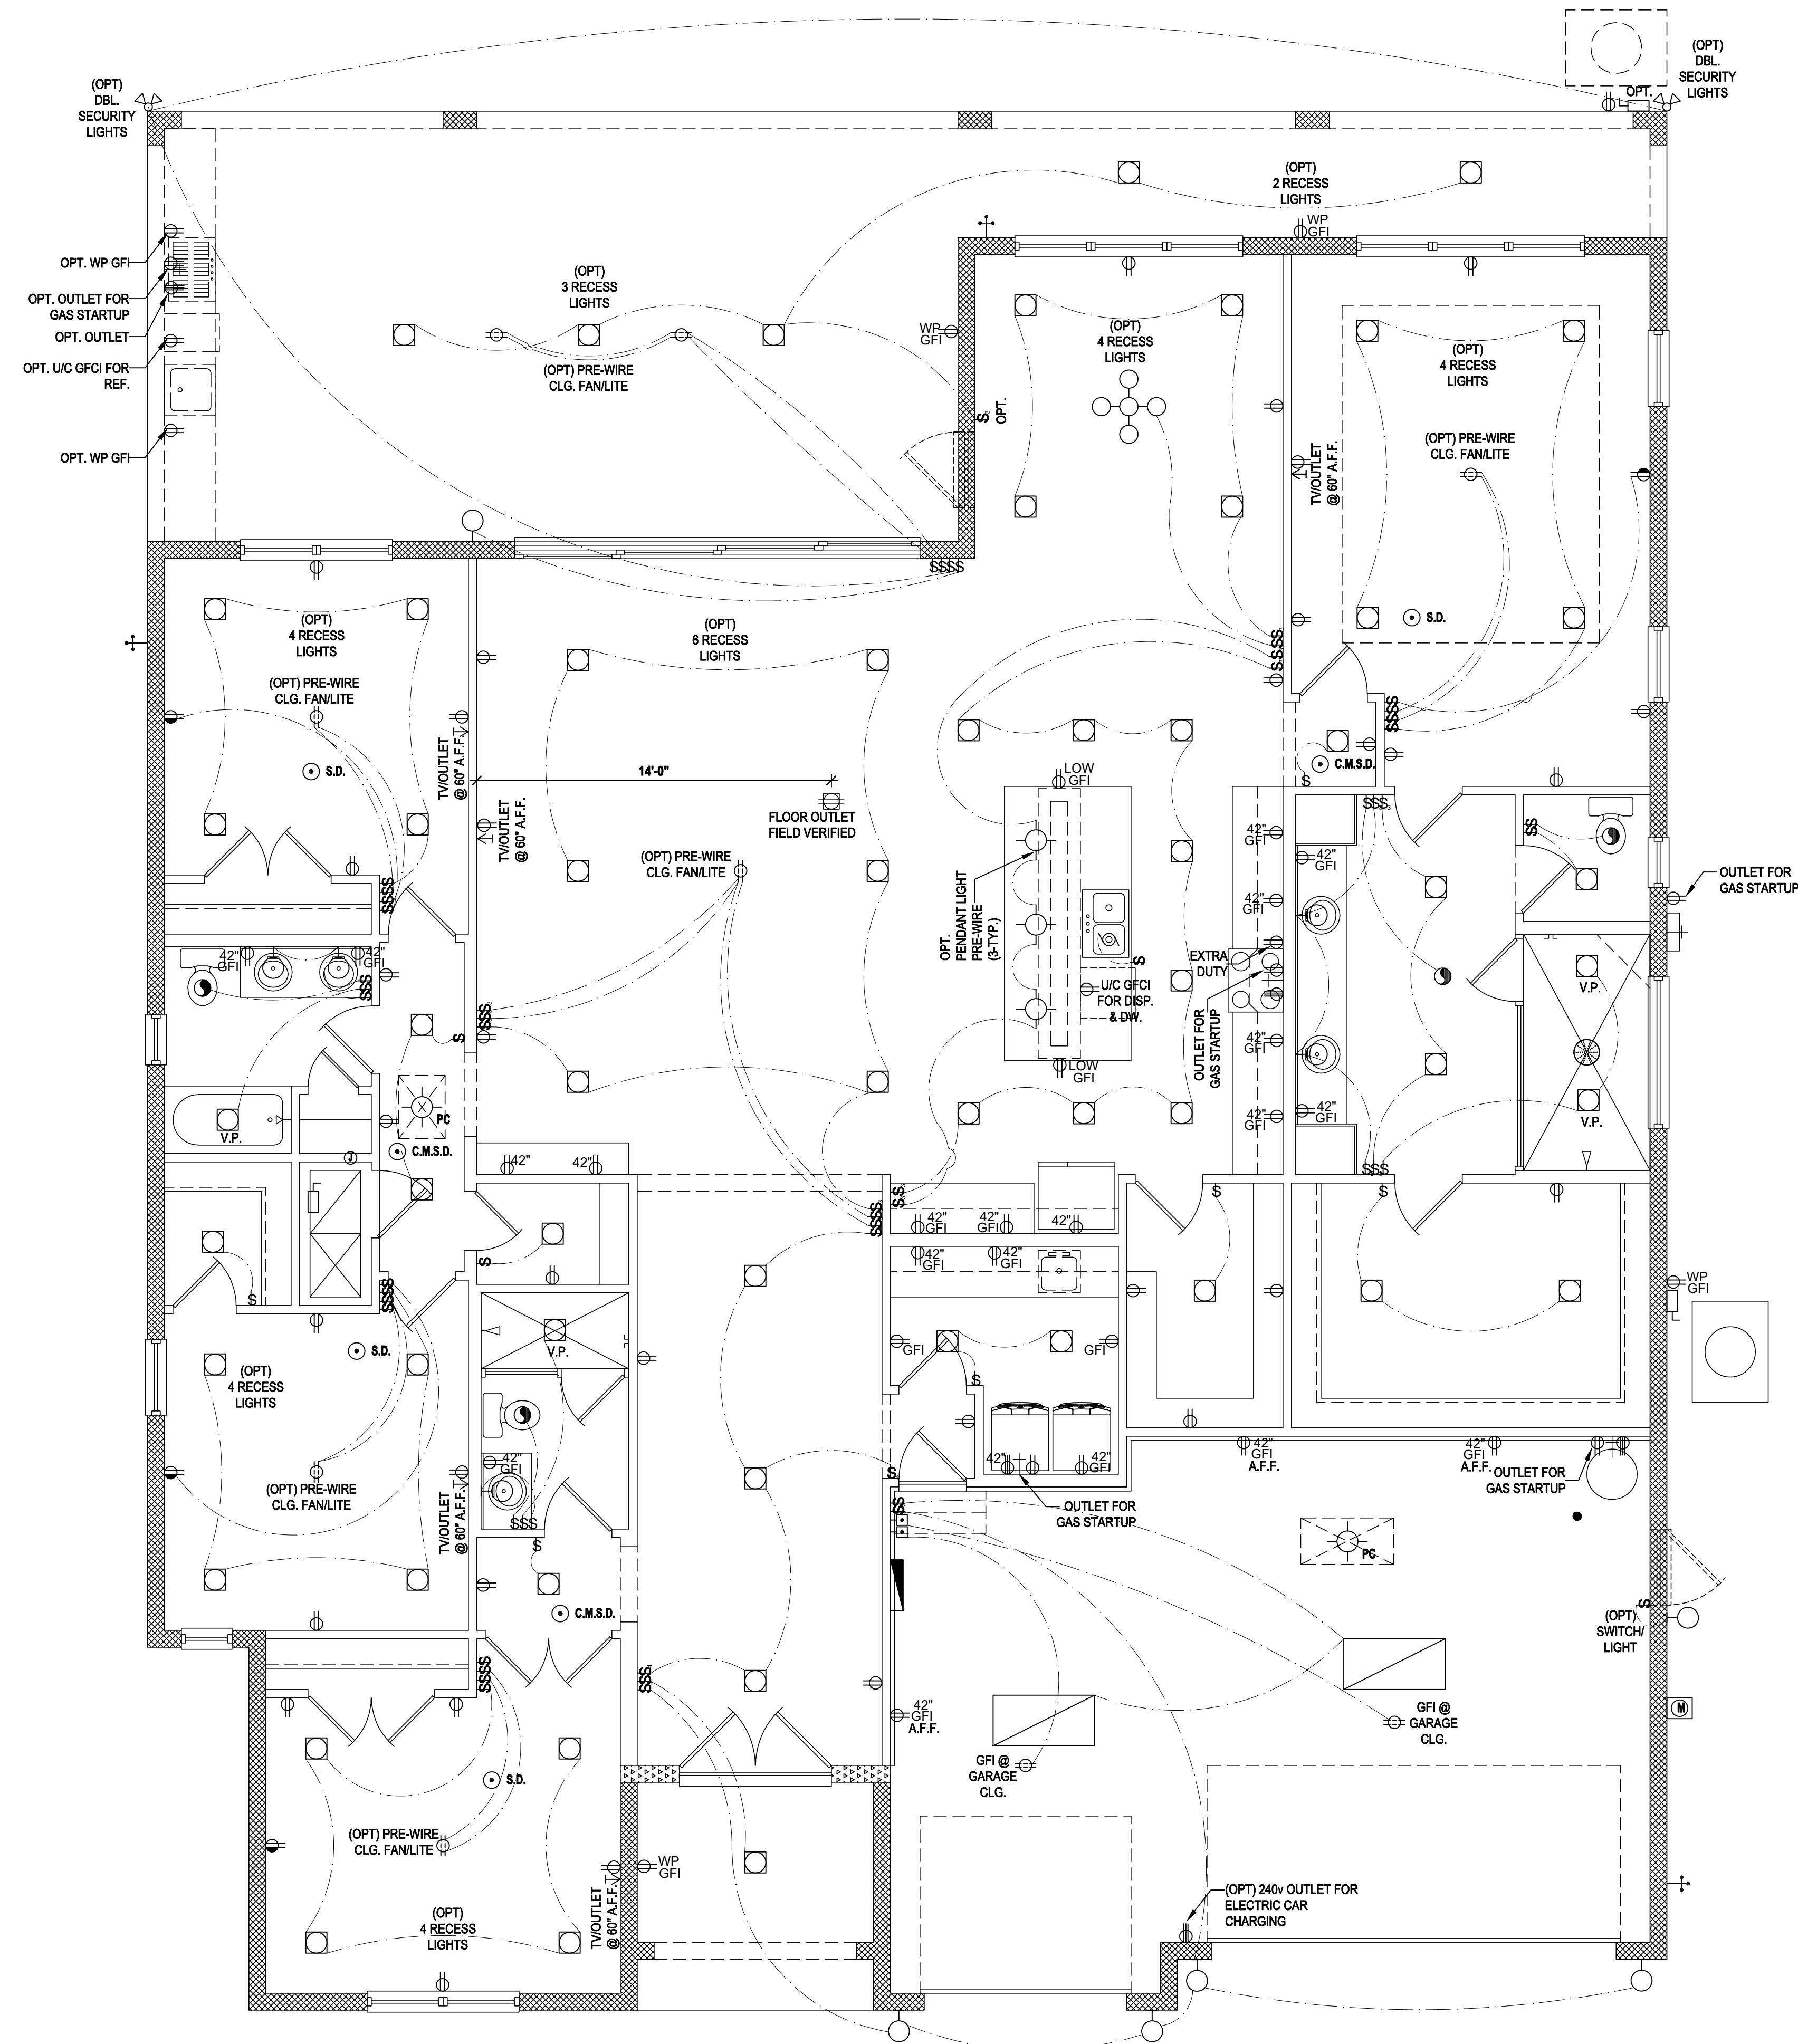 (OPT)
DBL.
SECURITY
LIGHTS
(OPT)
DBL.
SECURITY
LIGHTS
OPT.
(OPT)
2 RECESS
LIGHTS
WP
GFI
OPT. WP GFI
OPT. OUTLET FOR
GAS STARTUP
OPT. OUTLET
OPT. U/C GFCI FOR
REF.
OPT. WP GFI
(OPT)
3 RECESS
LIGHTS
(OPT) PRE-WIRE
CLG. FAN/LITE
WP
GFI
S3
OPT.
(OPT)
4 RECESS
LIGHTS
(OPT)
4 RECESS
LIGHTS
(OPT) PRE-WIRE
CLG. FAN/LITE
TV/OUTLET
@ 60" A.F.F.
S.D.
$$$$
(OPT)
4 RECESS
LIGHTS
(OPT) PRE-WIRE
CLG. FAN/LITE
S.D.
TV/OUTLET
@ 60" A.F.F.
(OPT)
6 RECESS
LIGHTS
14'-0"
TV/OUTLET
@ 60" A.F.F.
FLOOR OUTLET
FIELD VERIFIED
(OPT) PRE-WIRE
CLG. FAN/LITE
C.M.S.D.
LOW
GFI
OPT.
PENDANT LIGHT
PRE-WIRE
(3-TYP.)
U/C GFCI
FOR DISP.
& DW.
LOW
GFI
EXTRA
DUTY
OUTLET FOR
GAS STARTUP
42"
GFI
42"
GFI
42"
GFI
42"
GFI
42"
GFI
42"
GFI
V.P.
V.P.
OUTLET FOR
GAS STARTUP
42"
GFI
42"
GFI
V.P.
PC
C.M.S.D.
J
42"
42"
42"
GFI
42"
GFI
42"
42"
GFI
42"
GFI
GFI
GFI
WP
GFI
S.D.
(OPT)
4 RECESS
LIGHTS
(OPT) PRE-WIRE
CLG. FAN/LITE
TV/OUTLET
@ 60" A.F.F.
V.P.
42"
GFI
C.M.S.D.
42"
42"
GFI
OUTLET FOR
GAS STARTUP
42"
GFI
A.F.F.
42"
GFI
A.F.F.
OUTLET FOR
GAS STARTUP
PC
(OPT)
SWITCH/
LIGHT
M
42"
GFI
A.F.F.
GFI @
GARAGE
CLG.
GFI @
GARAGE
CLG.
S.D.
(OPT) PRE-WIRE
CLG. FAN/LITE
(OPT)
4 RECESS
LIGHTS
TV/OUTLET
@ 60" A.F.F.
WP
GFI
(OPT) 240v OUTLET FOR
ELECTRIC CAR
CHARGING